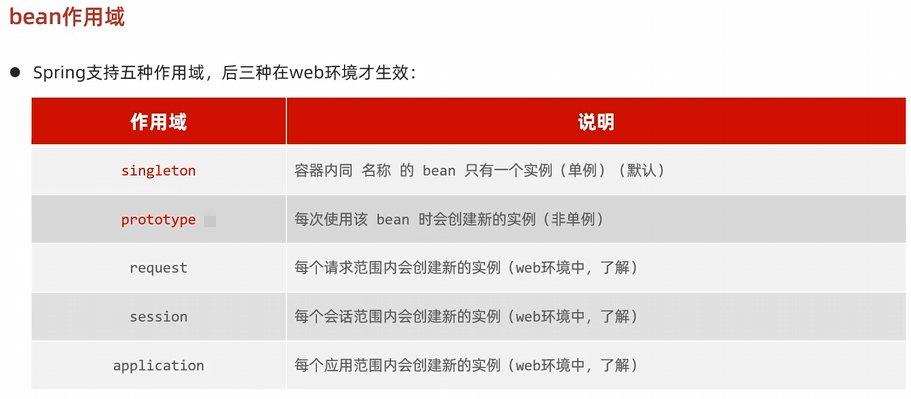 bean作用域
● Spring支持五种作用域，后三种在web环境才生效：
作用域 说明
singleton 容器内同 名称 的 bean 只有一个实例（单例）（默认）
prototype 每次使用该 bean 时会创建新的实例（非单例）
request 每个请求范围内会创建新的实例（web环境中，了解）
session 每个会话范围内会创建新的实例（web环境中，了解）
application 每个应用范围内会创建新的实例（web环境中，了解）